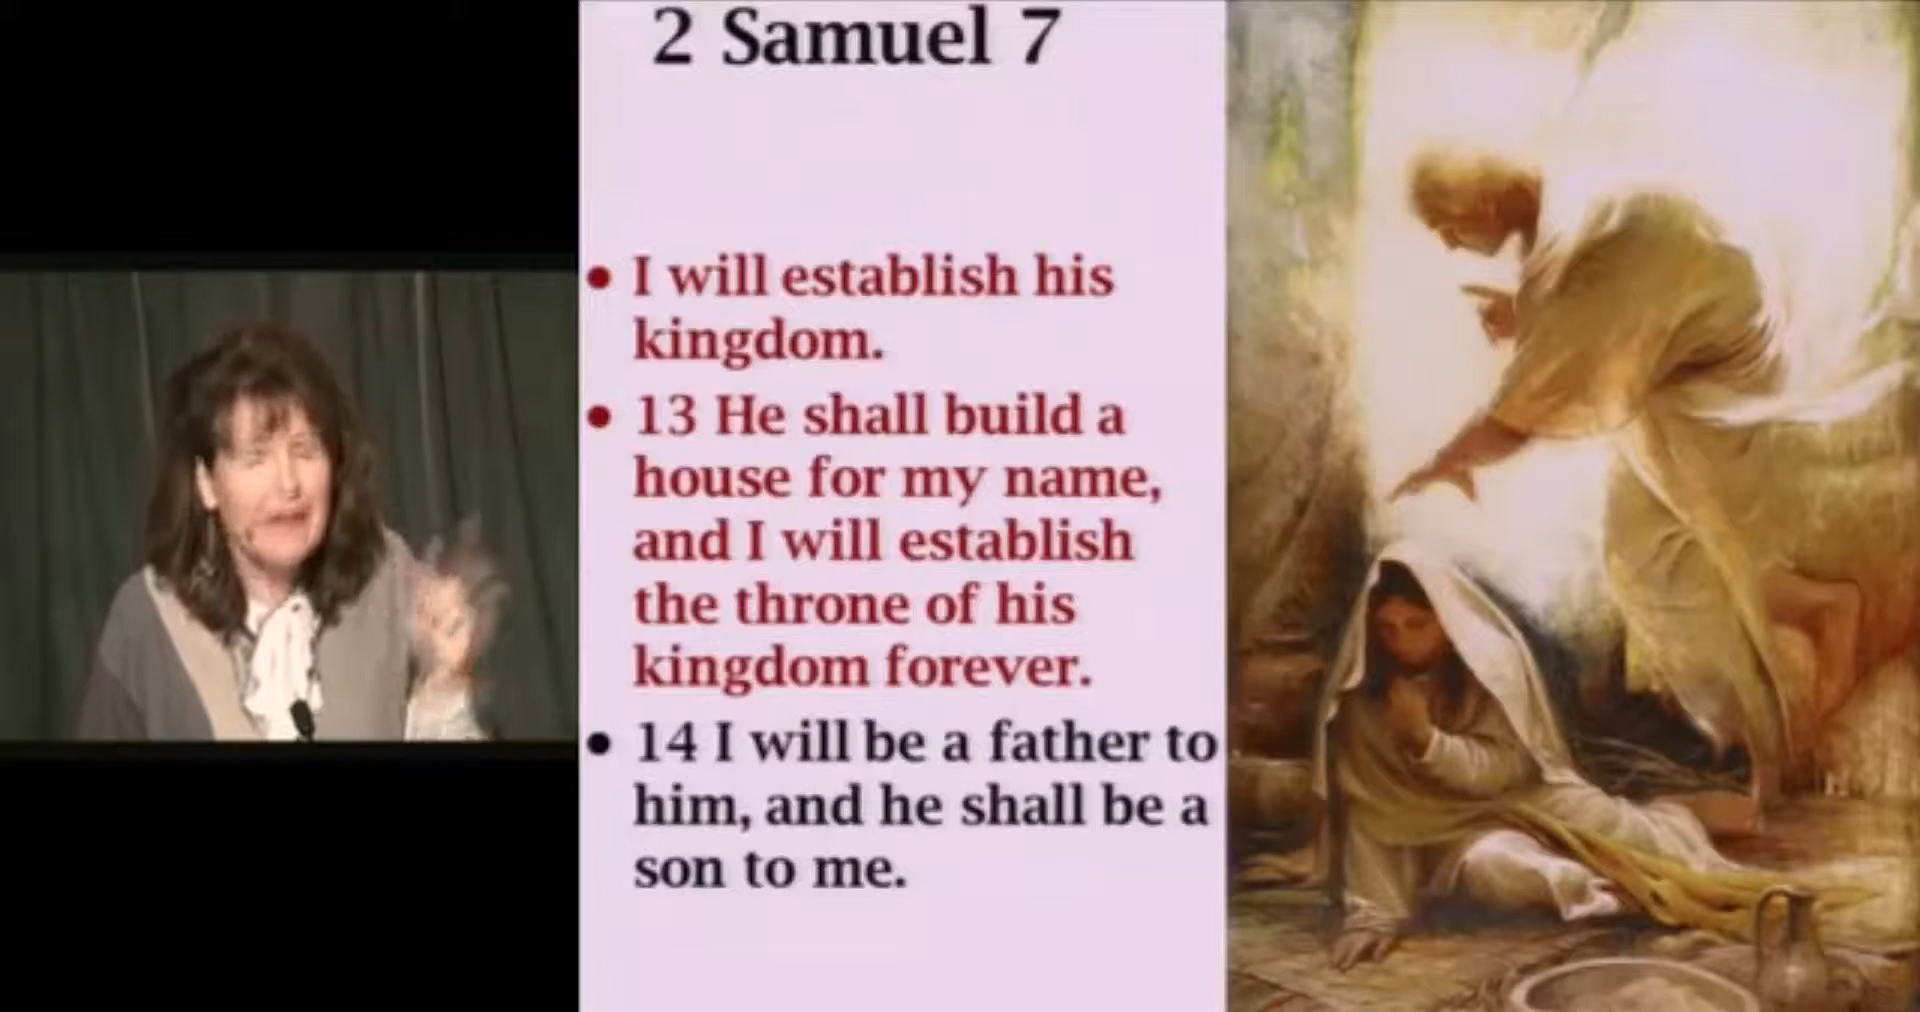 2 Samuel 7
• I will establish his
kingdom.
• 13 He shall build a
house for my name,
and I will establish
the throne of his
kingdom forever.
• 14 I will be a father to
him, and he shall be a
son to me.